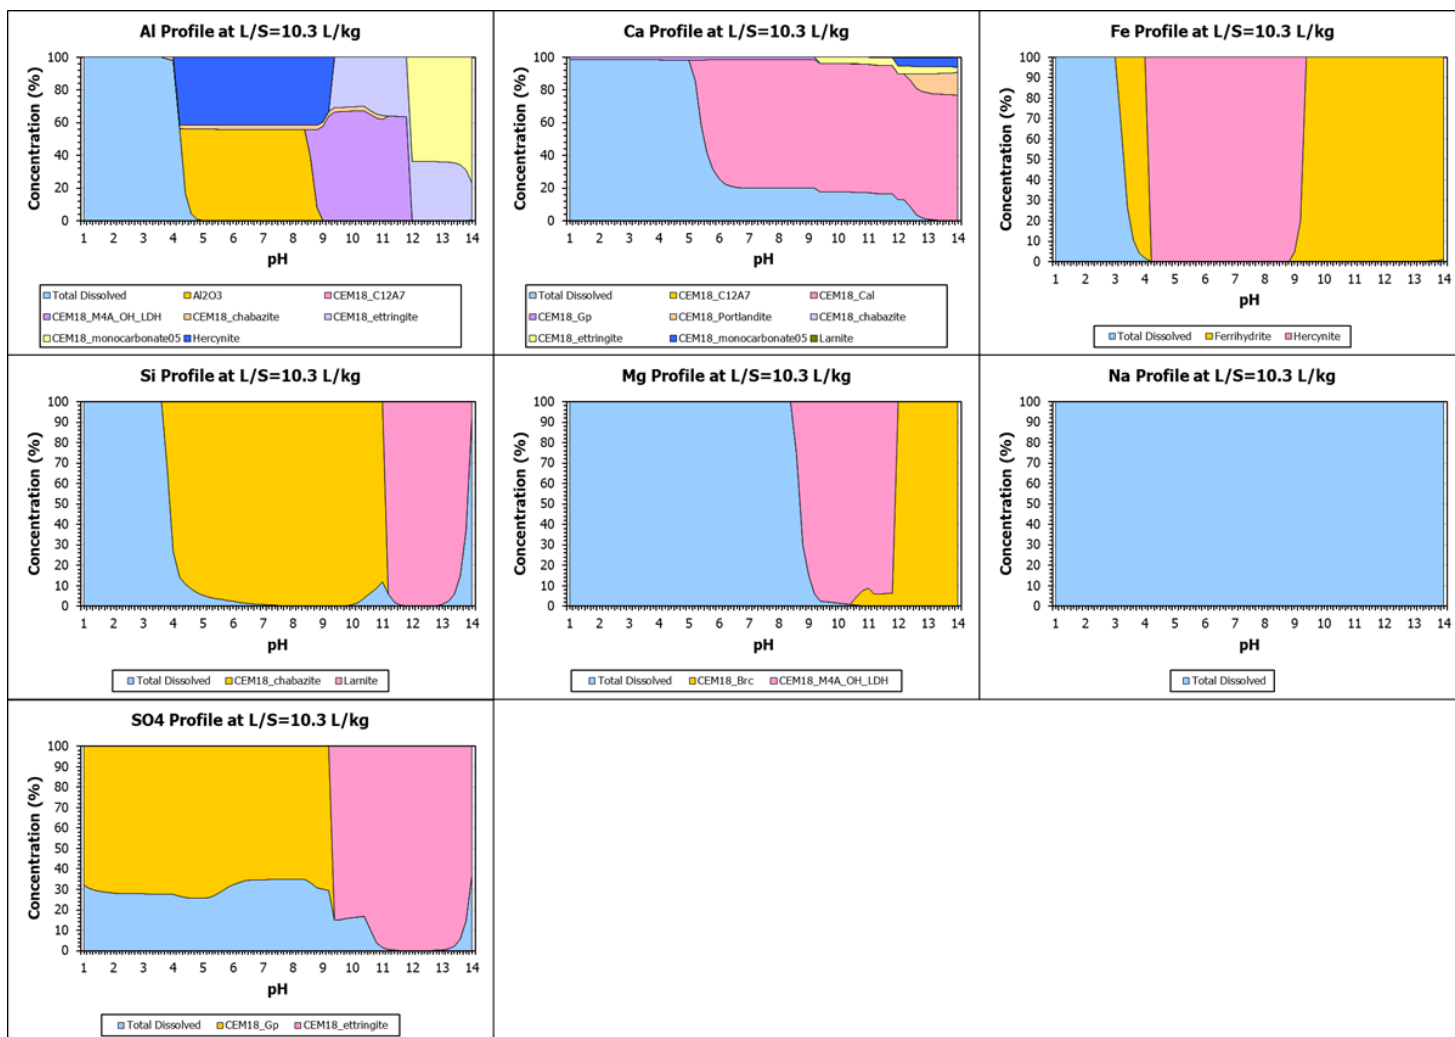 Al Profile at L/S=10.3 L/kg
Concentration (%)
100
80
60
40
20
0
1 2 3 4 5 6 7 8 9 10 11 12 13 14
pH
Total Dissolved Al2O3 CEM18_C12A7
CEM18_M4A_OH_LDH CEM18_chabazite CEM18_ettringite
CEM18_monocarbonate05 Hercynite
Ca Profile at L/S=10.3 L/kg
Concentration (%)
100
80
60
40
20
0
1 2 3 4 5 6 7 8 9 10 11 12 13 14
pH
Total Dissolved CEM18_C12A7 CEM18_Cal
CEM18_Gp CEM18_Portlandite CEM18_chabazite
CEM18_ettringite CEM18_monocarbonate05 Larnite
Fe Profile at L/S=10.3 L/kg
Concentration (%)
100
90
80
70
60
50
40
30
20
10
0
1 2 3 4 5 6 7 8 9 10 11 12 13 14
pH
Total Dissolved Ferrihydrite Hercynite
Si Profile at L/S=10.3 L/kg
Concentration (%)
100
90
80
70
60
50
40
30
20
10
0
1 2 3 4 5 6 7 8 9 10 11 12 13 14
pH
Total Dissolved CEM18_chabazite Larnite
Mg Profile at L/S=10.3 L/kg
Concentration (%)
100
90
80
70
60
50
40
30
20
10
0
1 2 3 4 5 6 7 8 9 10 11 12 13 14
pH
Total Dissolved CEM18_Brc CEM18_M4A_OH_LDH
Na Profile at L/S=10.3 L/kg
Concentration (%)
100
90
80
70
60
50
40
30
20
10
0
1 2 3 4 5 6 7 8 9 10 11 12 13 14
pH
Total Dissolved
SO4 Profile at L/S=10.3 L/kg
Concentration (%)
100
90
80
70
60
50
40
30
20
10
0
1 2 3 4 5 6 7 8 9 10 11 12 13 14
pH
Total Dissolved CEM18_Gp CEM18_ettringite